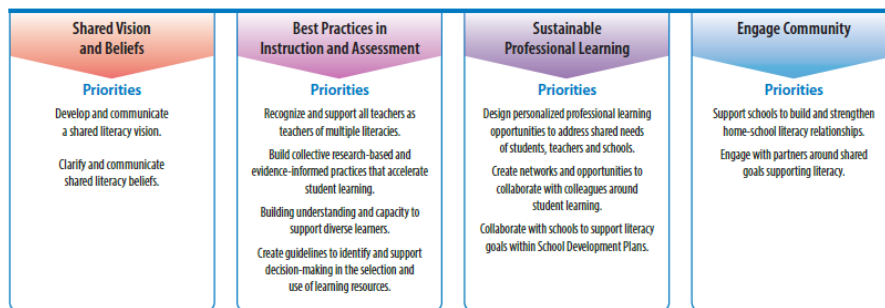 Shared Vision
and Beliefs
Priorities
Develop and communicate
a shared literacy vision.
Clarify and communicate
shared literacy beliefs.
Best Practices in
Instruction and Assessment
Priorities
Recognize and support all teachers as
teachers of multiple literacies.
Build collective research-based and
evidence-informed practices that accelerate
student learning.
Building understanding and capacity to
support diverse learners.
Create guidelines to identify and support
decision-making in the selection and
use of learning resources.
Sustainable
Professional Learning
Priorities
Design personalized professional learning
opportunities to address shared needs
of students, teachers and schools.
Create networks and opportunities to
collaborate with colleagues around
student learning.
Collaborate with schools to support literacy
goals within School Development Plans.
Engage Community
Priorities
Support schools to build and strengthen
home-school literacy relationships.
Engage with partners around shared
goals supporting literacy.